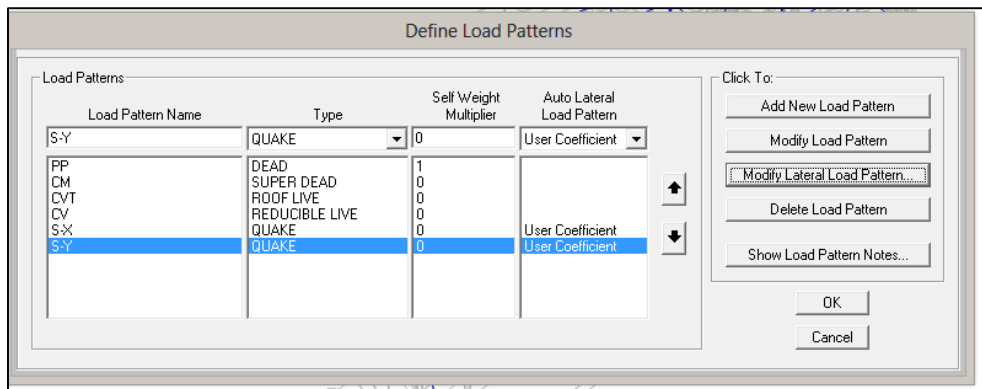 Define Load Patterns
Load Patterns
Load Pattern Name Type Self Weight Multiplier Auto Lateral Load Pattern
S-Y QUAKE 0 User Coefficient
PP DEAD 1
CM SUPER DEAD 0
CVT ROOF LIVE 0
CV REDUCIBLE LIVE 0
S-X QUAKE 0 User Coefficient
S-Y QUAKE 0 User Coefficient
Click To:
Add New Load Pattern
Modify Load Pattern
Modify Lateral Load Pattern...
Delete Load Pattern
Show Load Pattern Notes...
OK
Cancel